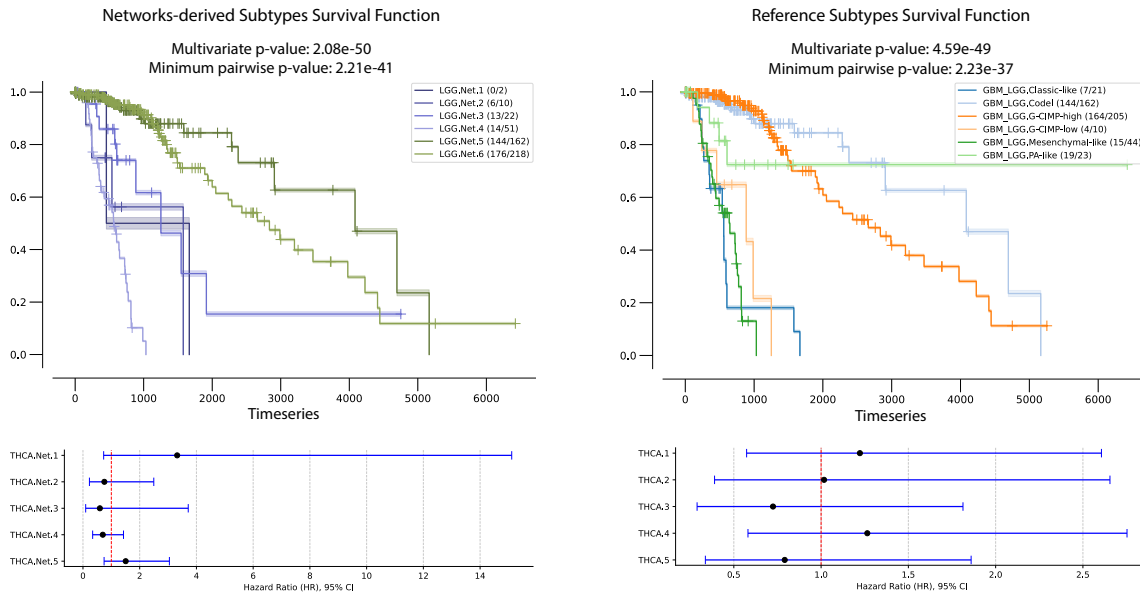 Networks-derived Subtypes Survival Function
Multivariate p-value: 2.08e-50
Minimum pairwise p-value: 2.21e-41
1.0
0.8
0.6
0.4
0.2
0.0
LGG,Net,1 (0/2)
LGG,Net,2 (6/10)
LGG.Net.3 (13/22)
LGG.Net.4 (14/51)
LGG,Net.5 (144/162)
LGG.Net.6 (176/218)
0
1000
2000
3000
4000
5000
6000
Timeseries
Reference Subtypes Survival Function
Multivariate p-value: 4.59e-49
Minimum pairwise p-value: 2.23e-37
1.0
0.8
0.6
0.4
0.2
0.0
GBM_LGG,Classic-like (7/21)
GBM_LGG,Codel (144/162)
GBM_LGG,G-CIMP-high (164/205)
GBM_LGG,G-CIMP-low (4/10)
GBM_LGG,Mesenchymal-like (15/44)
GBM_LGG,PA-like (19/23)
0
1000
2000
3000
4000
5000
6000
Timeseries
THCA.Net.1
THCA.Net.2
THCA.Net.3
THCA.Net.4
THCA.Net.5
0
2
4
6
8
10
12
14
Hazard Ratio (HR), 95% CI
THCA.1
THCA.2
THCA.3
THCA.4
THCA.5
0.5
1.0
1.5
2.0
2.5
Hazard Ratio (HR), 95% CI